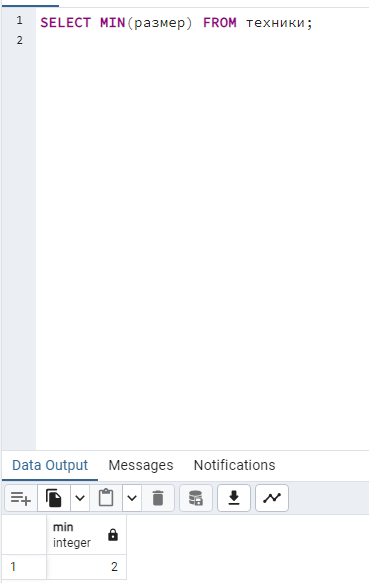 1 SELECT MIN(размер) FROM техники;
2
Data Output Messages Notifications
min
integer
1 2